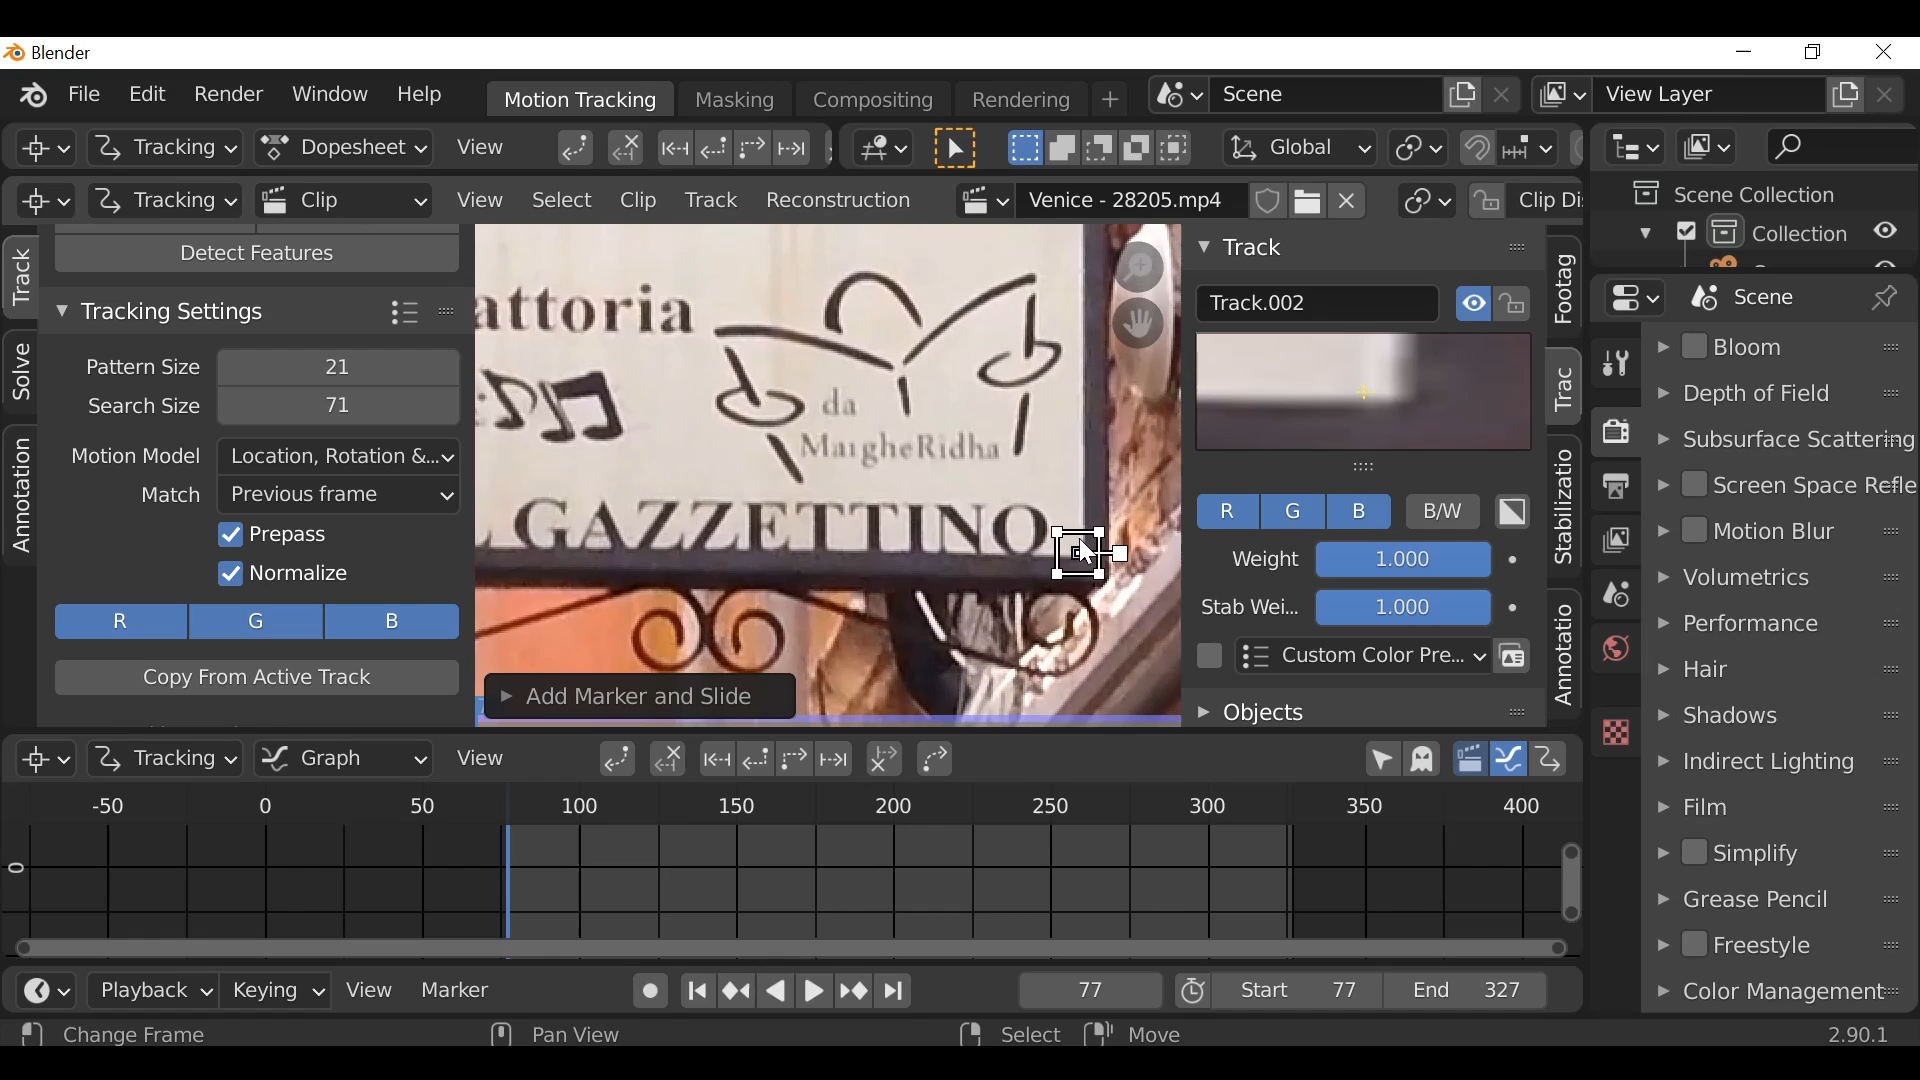 Blender
File Edit Render Window Help
Motion Tracking Masking Compositing Rendering +
Scene
View Layer
Tracking Dopesheet View
Global
Tracking Clip View Select Clip Track Reconstruction
Venice - 28205.mp4
Clip Di
Scene Collection
Collection
Scene
Track
Solve
Annotation
Detect Features
Tracking Settings
Pattern Size 21
Search Size 71
Motion Model Location, Rotation &...
Match Previous frame
Prepass
Normalize
R G B
Copy From Active Track
attoria
da
MargheRidha
GAZZETTINO
Add Marker and Slide
Track
Track.002
R G B B/W
Weight 1.000
Stab Wei... 1.000
Custom Color Pre...
Objects
Footag
Trac
Stabilizatio
Annotatio
Bloom
Depth of Field
Subsurface Scattering
Screen Space Refle
Motion Blur
Volumetrics
Performance
Hair
Shadows
Indirect Lighting
Film
Simplify
Grease Pencil
Freestyle
Color Management
Tracking Graph View
-50 0 50 100 150 200 250 300 350 400
0
Playback Keying View Marker
77
Start 77 End 327
Change Frame Pan View Select Move
2.90.1